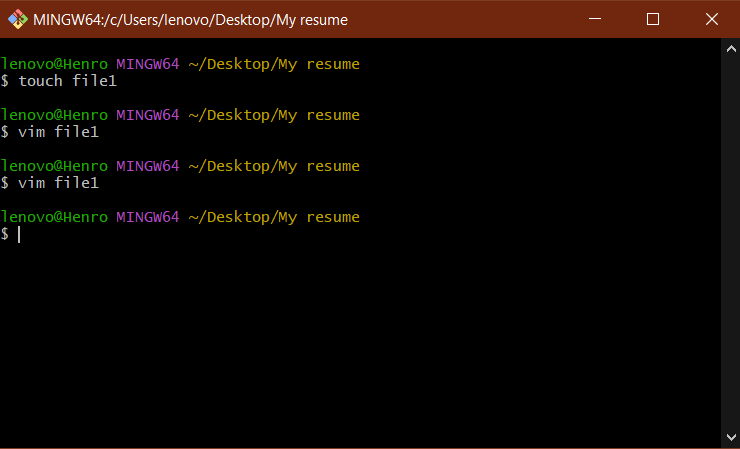 MINGW64:/c/Users/lenovo/Desktop/My resume
lenovo@Henro MINGW64 ~/Desktop/My resume
$ touch file1
lenovo@Henro MINGW64 ~/Desktop/My resume
$ vim file1
lenovo@Henro MINGW64 ~/Desktop/My resume
$ vim file1
lenovo@Henro MINGW64 ~/Desktop/My resume
$